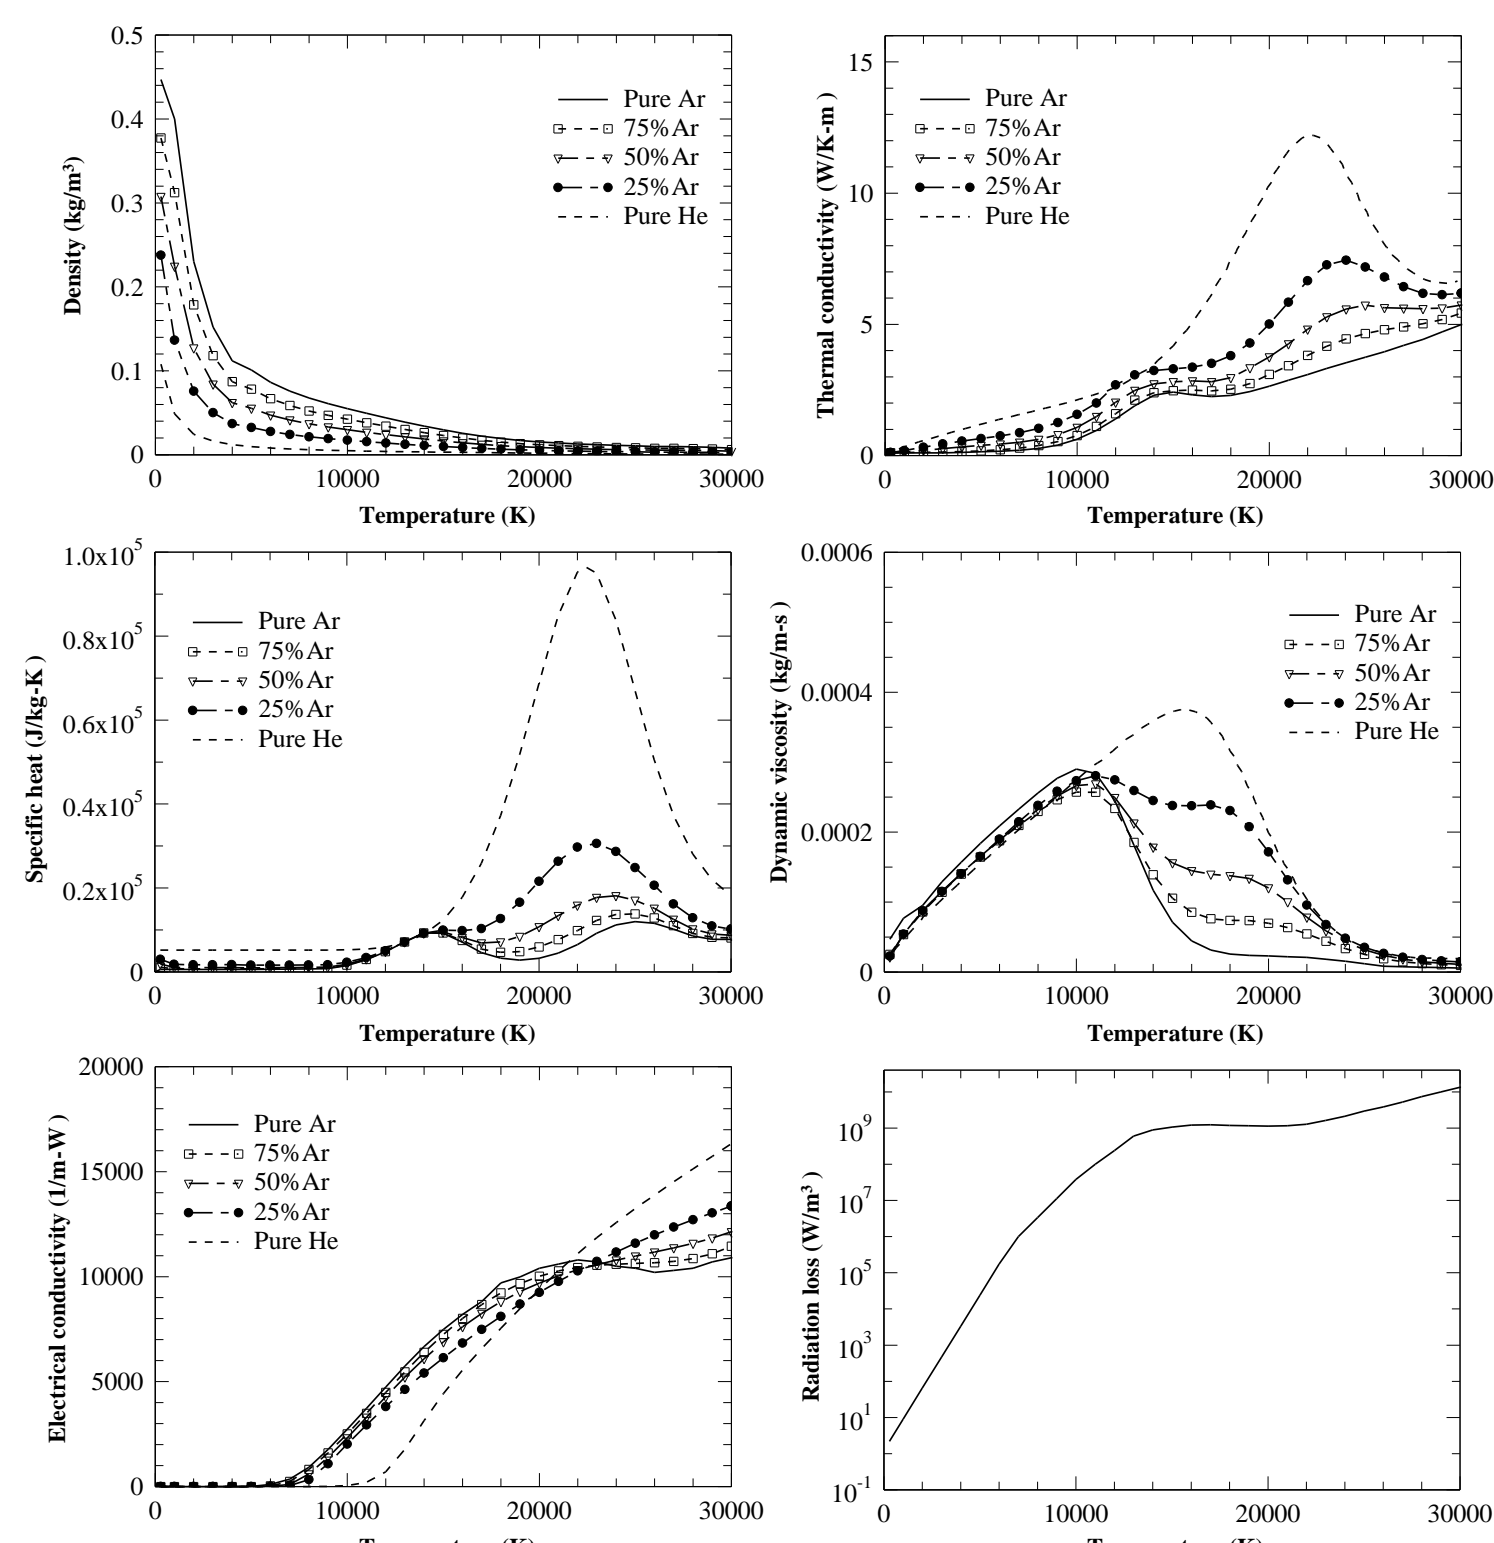 0.5
0.4
0.3
0.2
0.1
0
Density (kg/m³)
Pure Ar
75%Ar
50%Ar
25%Ar
Pure He
0 10000 20000 30000
Temperature (K)
15
10
5
0
Thermal conductivity (W/K-m )
Pure Ar
75%Ar
50%Ar
25%Ar
Pure He
0 10000 20000 30000
Temperature (K)
1.0x10⁵
0.8x10⁵
0.6x10⁵
0.4x10⁵
0.2x10⁵
0
Specific heat (J/kg-K )
Pure Ar
75%Ar
50%Ar
25%Ar
Pure He
0 10000 20000 30000
Temperature (K)
0.0006
0.0004
0.0002
0
Dynamic viscosity (kg/m-s )
Pure Ar
75%Ar
50%Ar
25%Ar
Pure He
0 10000 20000 30000
Temperature (K)
20000
15000
10000
5000
0
Electrical conductivity (1/m-W )
Pure Ar
75%Ar
50%Ar
25%Ar
Pure He
0 10000 20000 30000
Temperature (K)
10⁹
10⁷
10⁵
10³
10¹
10⁻¹
Radiation loss (W/m³ )
0 10000 20000 30000
Temperature (K)